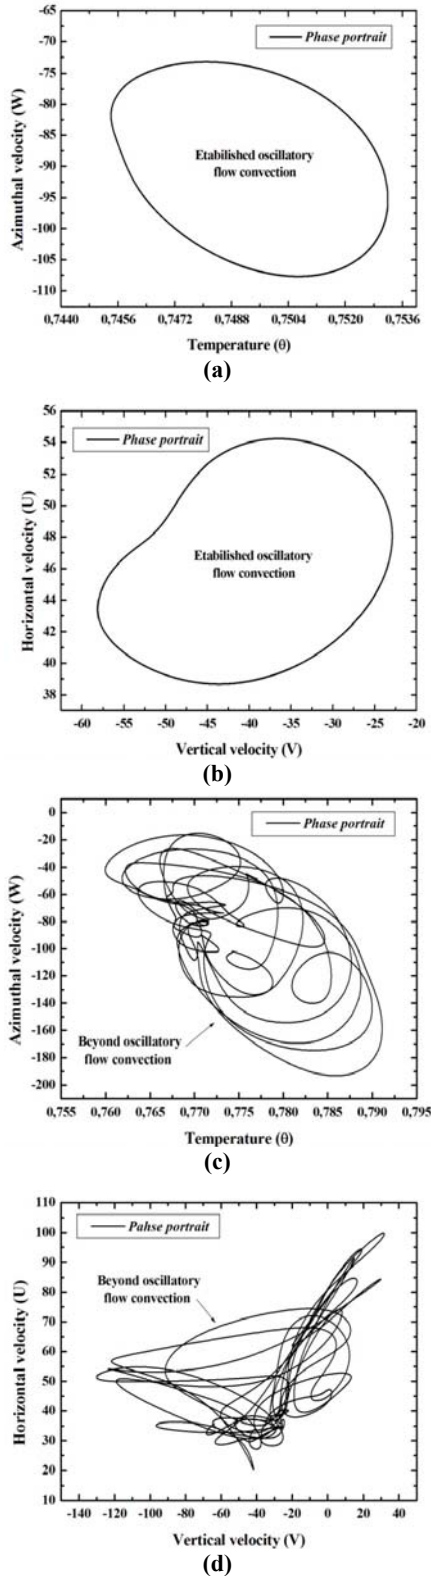 -65
-70
-75
-80
-85
-90
-95
-100
-105
-110
Azimuthal velocity (W)
Phase portrait
Etabilished oscillatory
flow convection
0,7440 0,7456 0,7472 0,7488 0,7504 0,7520 0,7536
Temperature (θ)
(a)
56
54
52
50
48
46
44
42
40
38
Horizontal velocity (U)
Phase portrait
Etabilished oscillatory
flow convection
-60 -55 -50 -45 -40 -35 -30 -25 -20
Vertical velocity (V)
(b)
0
-20
-40
-60
-80
-100
-120
-140
-160
-180
-200
Azimuthal velocity (W)
Phase portrait
Beyond oscillatory
flow convection
0,755 0,760 0,765 0,770 0,775 0,780 0,785 0,790 0,795
Temperature (θ)
(c)
110
100
90
80
70
60
50
40
30
20
10
Horizontal velocity (U)
Pahse portrait
Beyond oscillatory
flow convection
-140 -120 -100 -80 -60 -40 -20 0 20 40
Vertical velocity (V)
(d)